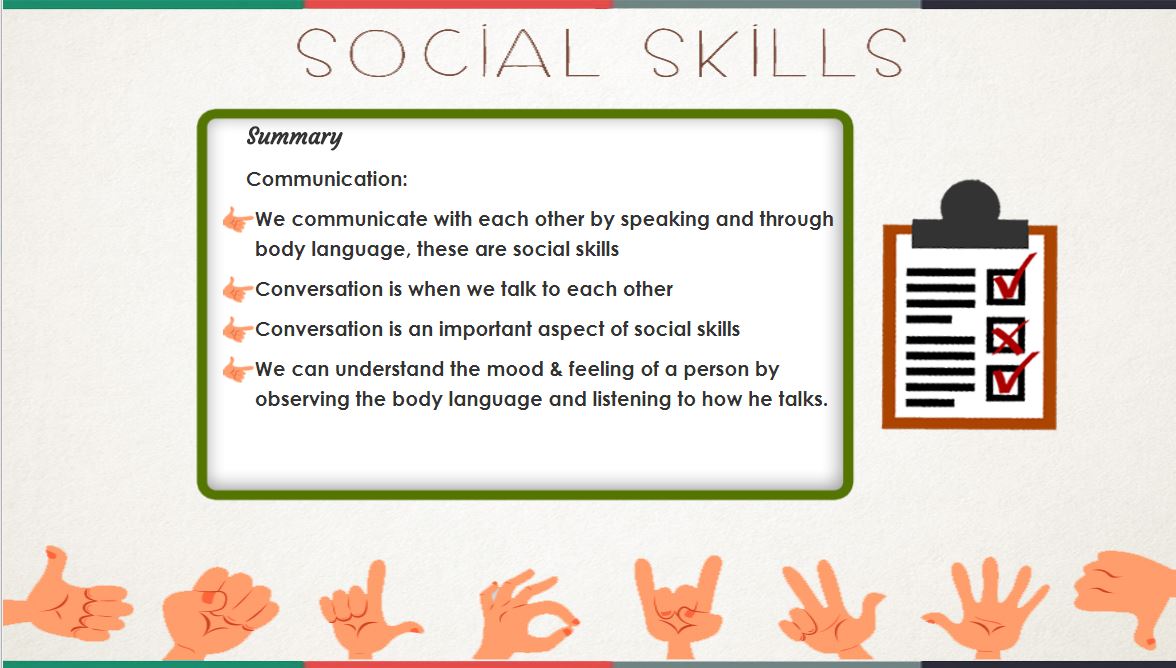 SOCIAL SKILLS
Summary
Communication:
We communicate with each other by speaking and through
body language, these are social skills
Conversation is when we talk to each other
Conversation is an important aspect of social skills
We can understand the mood & feeling of a person by
observing the body language and listening to how he talks.